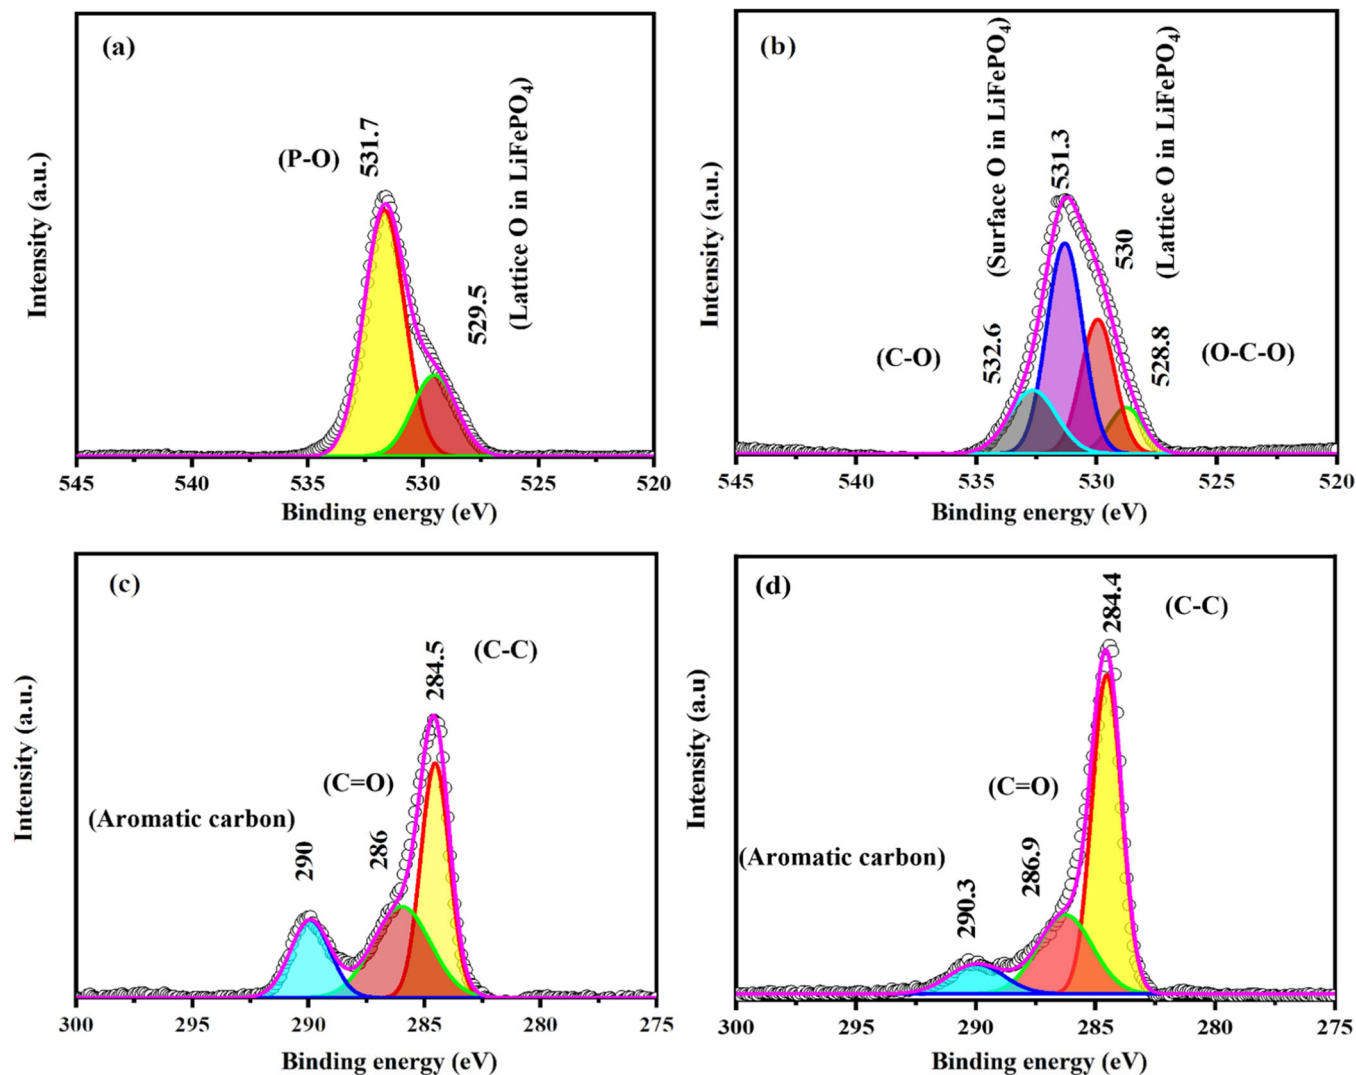 (a)
(P-O)
531.7
529.5
(Lattice O in LiFePO4)
Intensity (a.u.)
545
540
535
530
525
520
Binding energy (eV)
(b)
(C-O)
532.6
(Surface O in LiFePO4)
531.3
530
(Lattice O in LiFePO4)
528.8
(O-C-O)
Intensity (a.u.)
545
540
535
530
525
520
Binding energy (eV)
(c)
(Aromatic carbon)
290
(C=O)
286
284.5
(C-C)
Intensity (a.u.)
300
295
290
285
280
275
Binding energy (eV)
(d)
(Aromatic carbon)
290.3
(C=O)
286.9
284.4
(C-C)
Intensity (a.u)
300
295
290
285
280
275
Binding energy (eV)